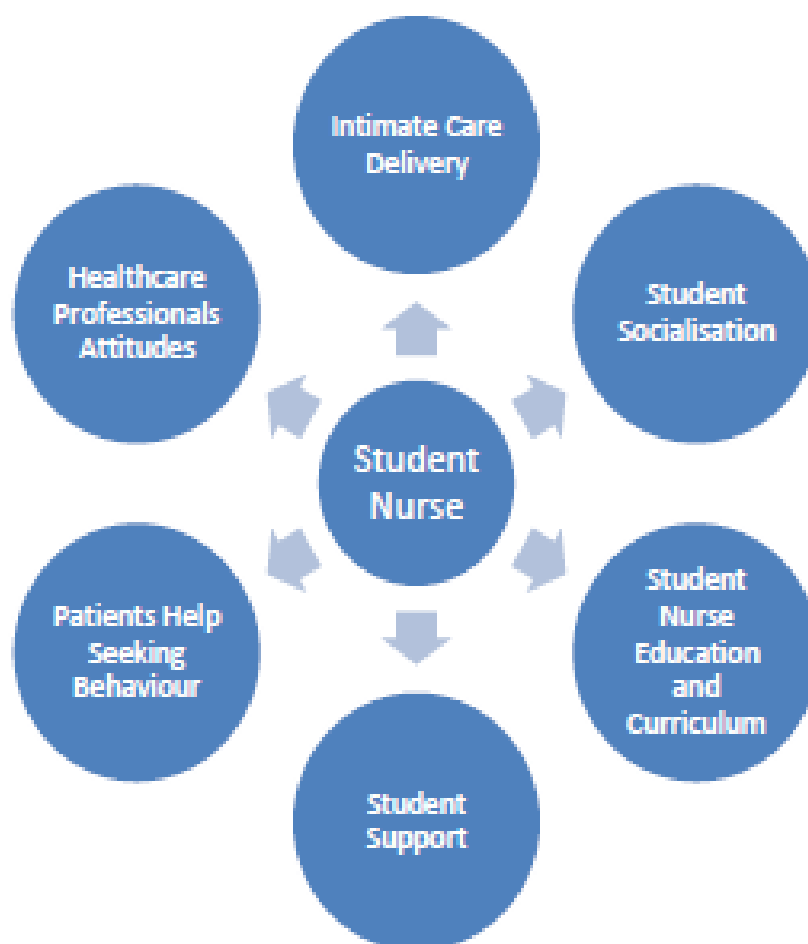 Intimate Care
Delivery
Healthcare
Professionals
Attitudes
Student
Socialisation
Student
Nurse
Patients Help
Seeking
Behaviour
Student
Nurse
Education
and
Curriculum
Student
Support